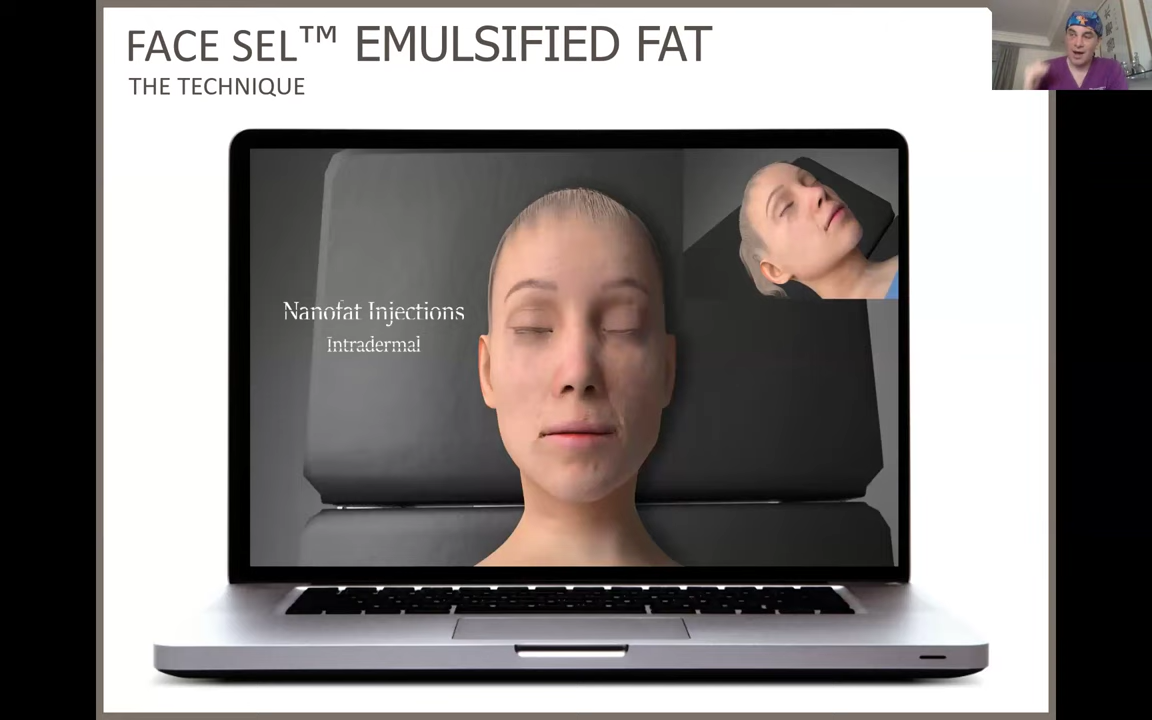 FACE SEL™ EMULSIFIED FAT
THE TECHNIQUE
Nanofat Injections
Intradermal